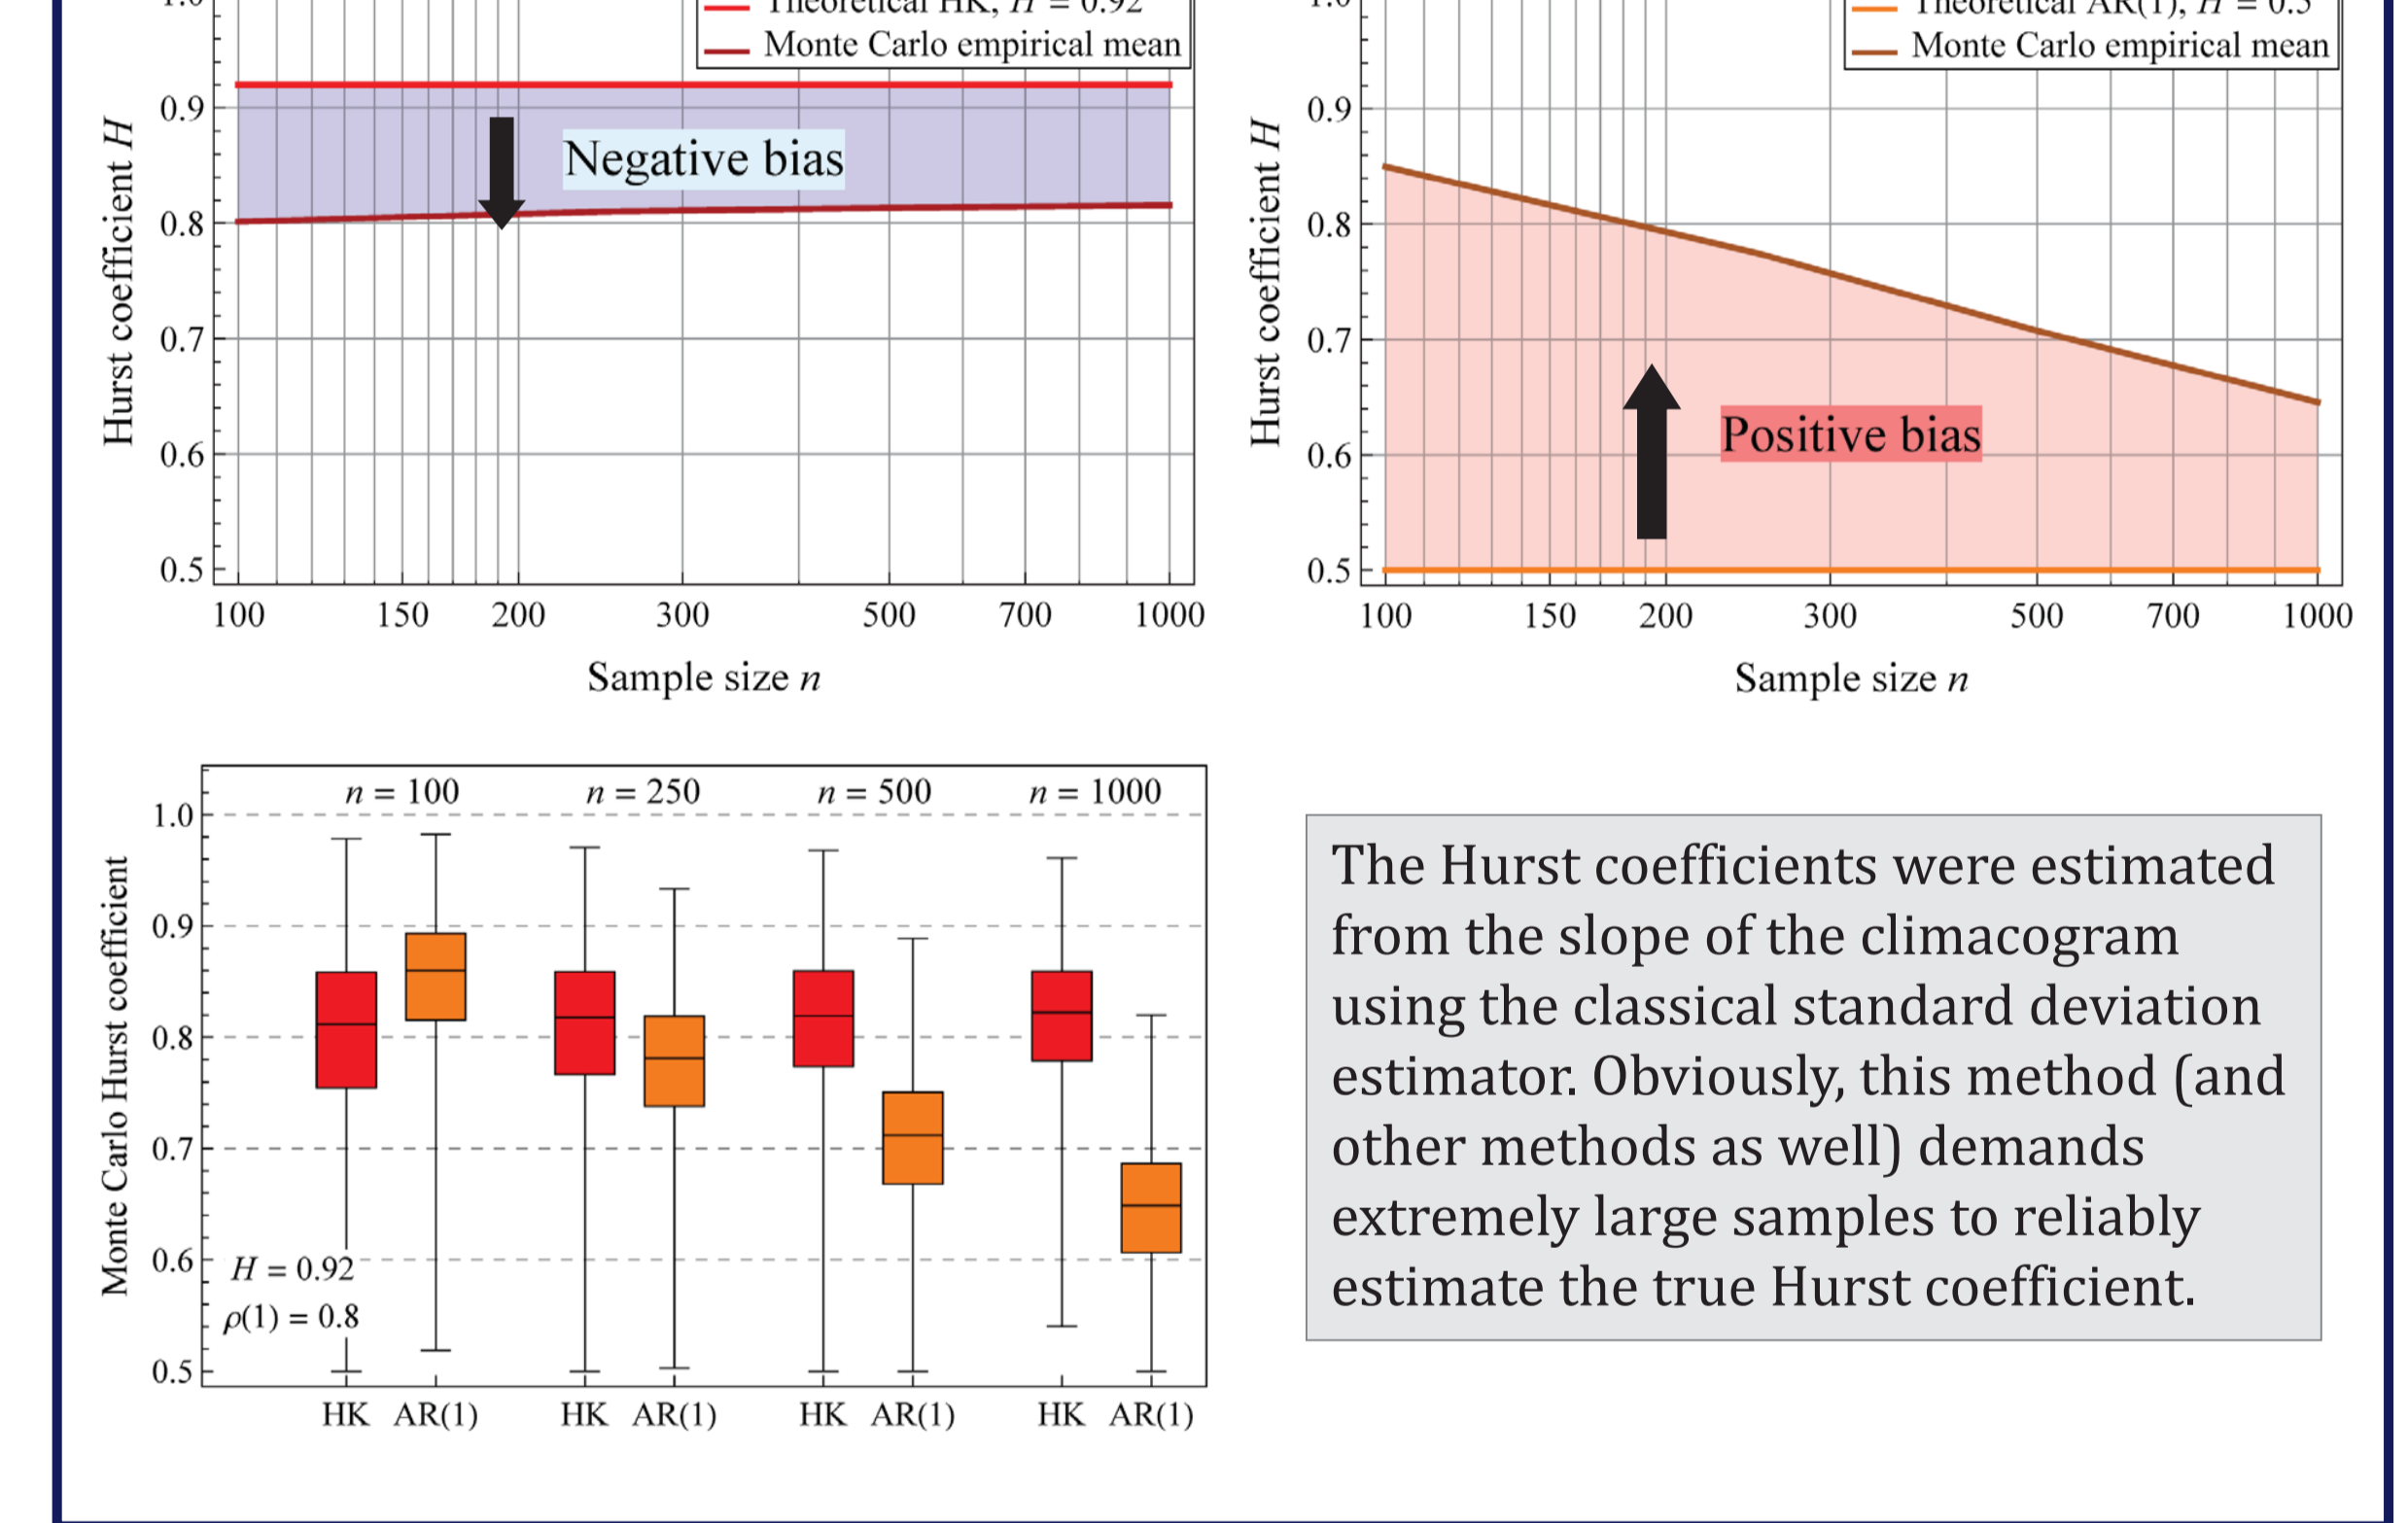 1.0
Theoretical HK, H = 0.92
Monte Carlo empirical mean
0.9
Negative bias
0.8
0.7
0.6
0.5
Hurst coefficient H
100 150 200 300 500 700 1000
Sample size n
1.0
Theoretical AR(1), H = 0.5
Monte Carlo empirical mean
0.9
0.8
0.7
Positive bias
0.6
0.5
Hurst coefficient H
100 150 200 300 500 700 1000
Sample size n
n = 100 n = 250 n = 500 n = 1000
1.0
0.9
0.8
0.7
0.6
0.5
Monte Carlo Hurst coefficient
H = 0.92
ρ(1) = 0.8
HK AR(1) HK AR(1) HK AR(1) HK AR(1)
The Hurst coefficients were estimated
from the slope of the climacogram
using the classical standard deviation
estimator. Obviously, this method (and
other methods as well) demands
extremely large samples to reliably
estimate the true Hurst coefficient.